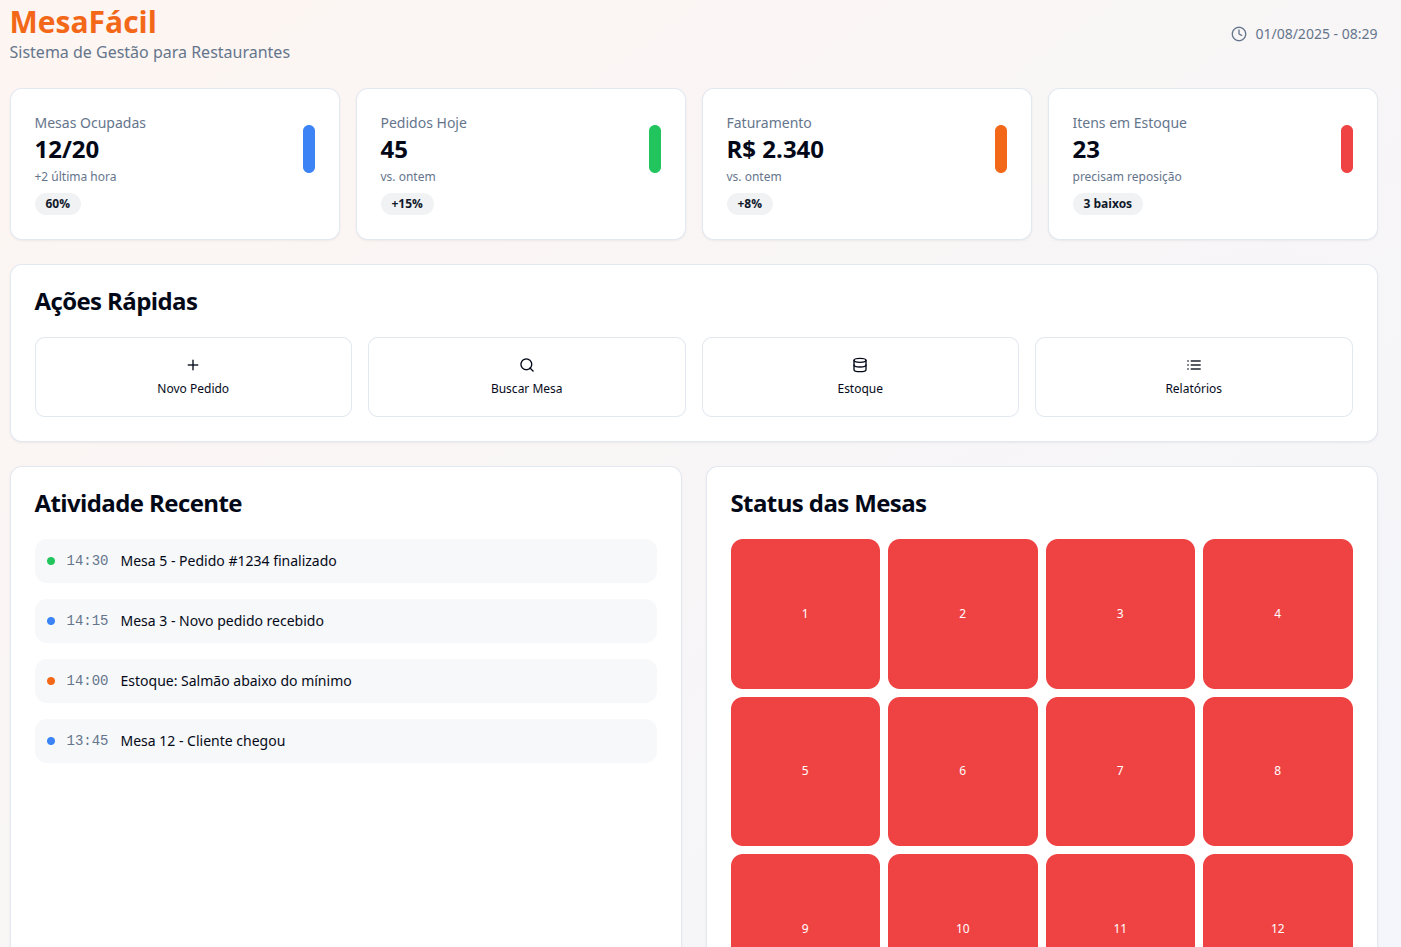 MesaFácil
Sistema de Gestão para Restaurantes
01/08/2025 - 08:29
Mesas Ocupadas
12/20
+2 última hora
60%
Pedidos Hoje
45
vs. ontem
+15%
Faturamento
R$ 2.340
vs. ontem
+8%
Itens em Estoque
23
precisam reposição
3 baixos
Ações Rápidas
Novo Pedido
Buscar Mesa
Estoque
Relatórios
Atividade Recente
14:30 Mesa 5 - Pedido #1234 finalizado
14:15 Mesa 3 - Novo pedido recebido
14:00 Estoque: Salmão abaixo do mínimo
13:45 Mesa 12 - Cliente chegou
Status das Mesas
1 2 3 4
5 6 7 8
9 10 11 12